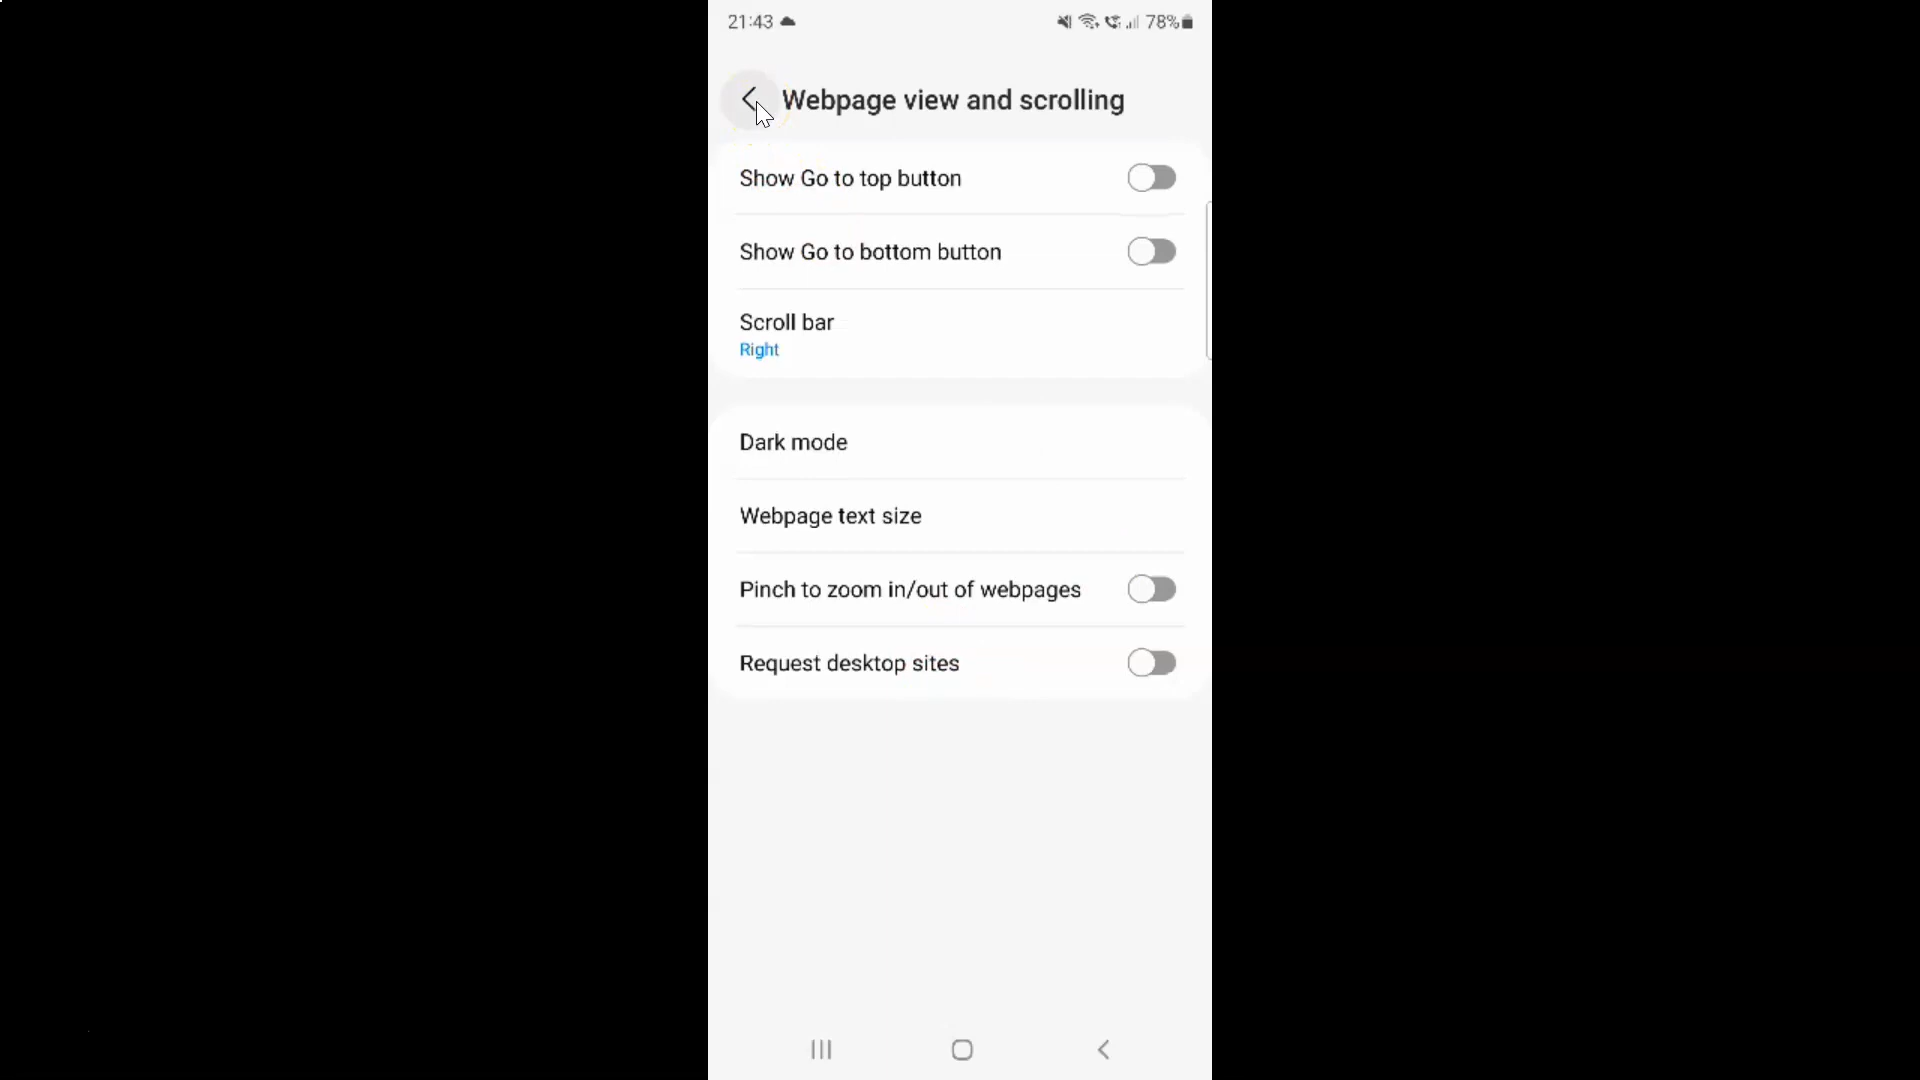 21:43
78%
Webpage view and scrolling
Show Go to top button
Show Go to bottom button
Scroll bar
Right
Dark mode
Webpage text size
Pinch to zoom in/out of webpages
Request desktop sites